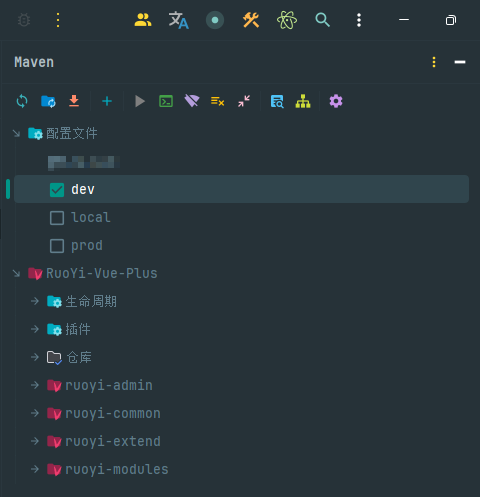 Maven
配置文件
dev
local
prod
RuoYi-Vue-Plus
生命周期
插件
仓库
ruoyi-admin
ruoyi-common
ruoyi-extend
ruoyi-modules